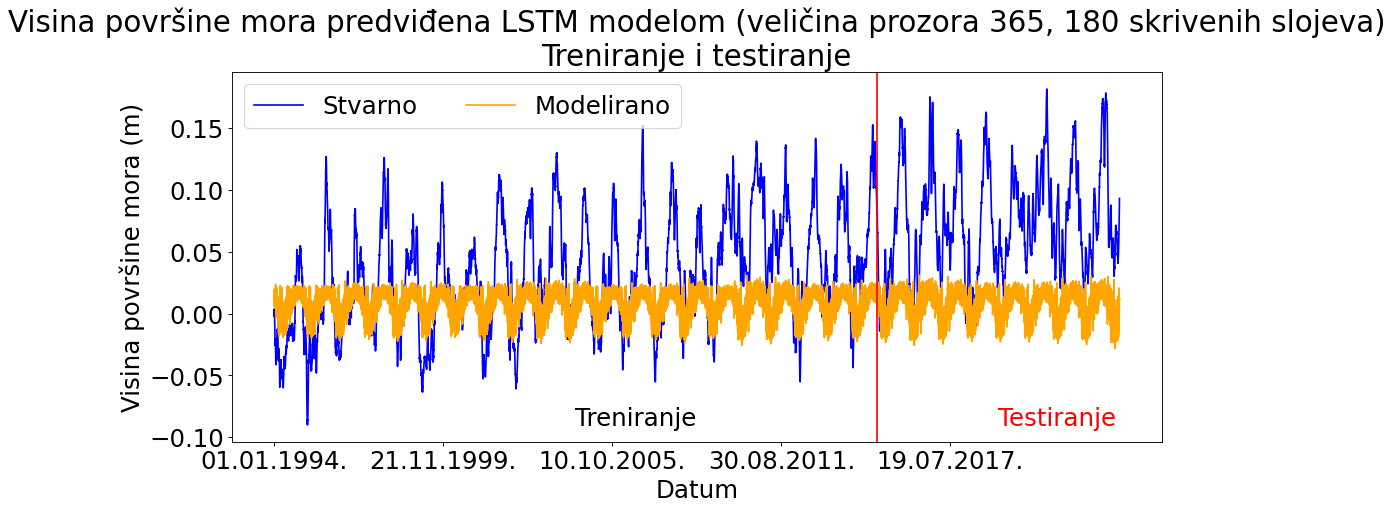 Visina površine mora predviđena LSTM modelom (veličina prozora 365, 180 skrivenih slojeva)
Treniranje i testiranje
Stvarno
Modelirano
Visina površine mora (m)
0.15
0.10
0.05
0.00
−0.05
−0.10
Treniranje
Testiranje
01.01.1994.
21.11.1999.
10.10.2005.
30.08.2011.
19.07.2017.
Datum